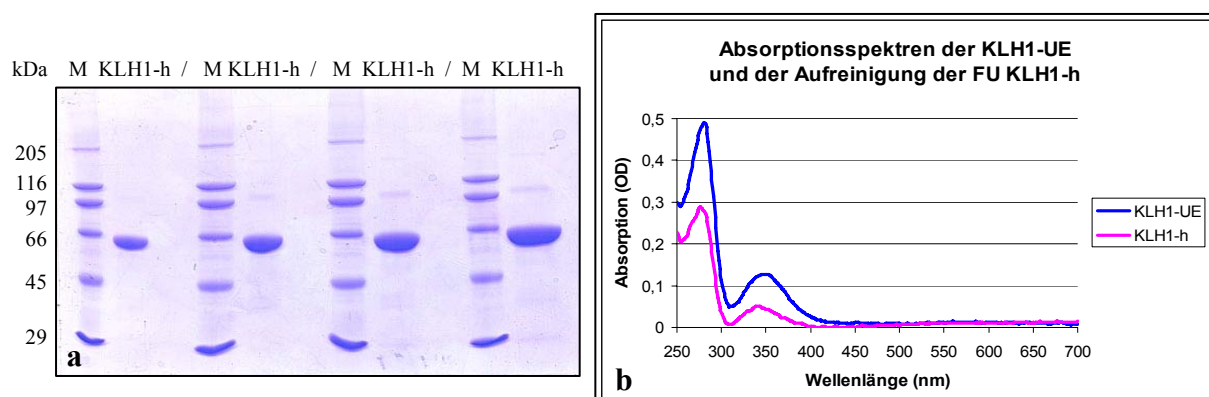 kDa M KLH1-h / M KLH1-h / M KLH1-h / M KLH1-h
205
116
97
66
45
29
a
Absorptionsspektren der KLH1-UE
und der Aufreinigung der FU KLH1-h
Absorption (OD)
0,5
0,4
0,3
0,2
0,1
0
250 300 350 400 450 500 550 600 650 700
Wellenlänge (nm)
KLH1-UE
KLH1-h
b